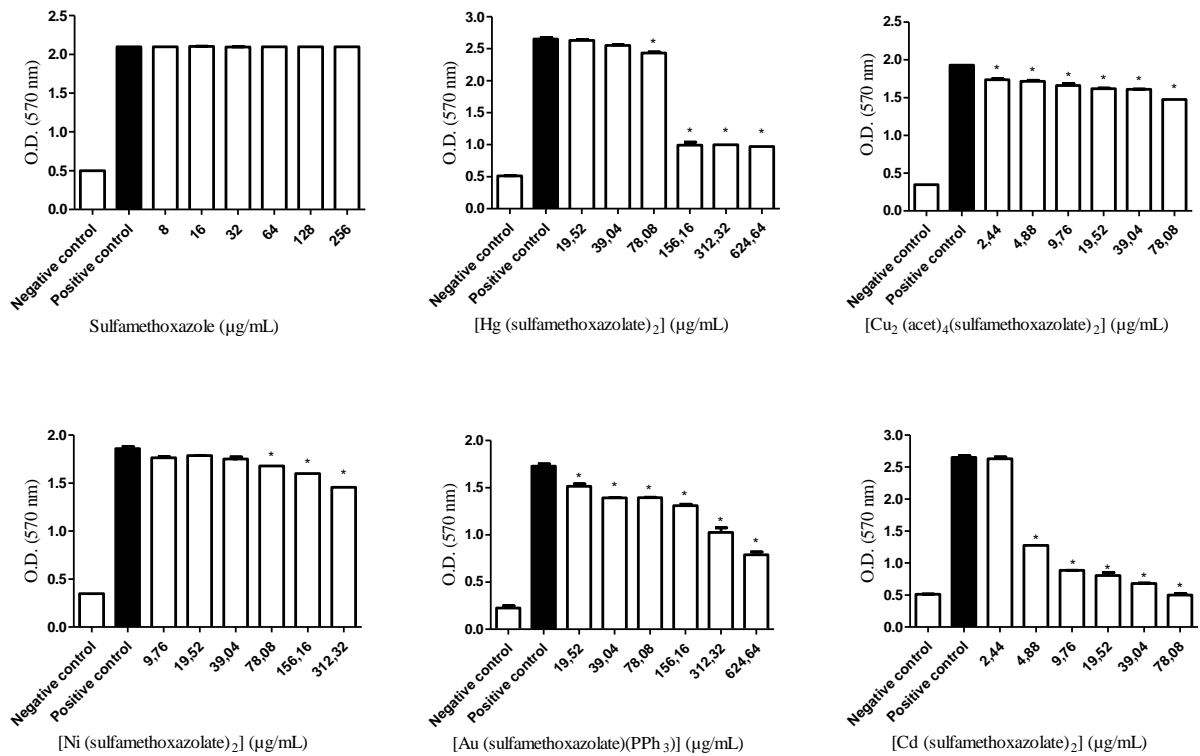 O.D. (570 nm)
2.5
2.0
1.5
1.0
0.5
0.0
Negative control
Positive control
8
16
32
64
128
256
Sulfamethoxazole (µg/mL)
O.D. (570 nm)
3.0
2.5
2.0
1.5
1.0
0.5
0.0
* * * *
Negative control
Positive control
19,52
39,04
78,08
156,16
312,32
624,64
[Hg (sulfamethoxazolate)2] (µg/mL)
O.D. (570 nm)
2.5
2.0
1.5
1.0
0.5
0.0
* * * * * *
Negative control
Positive control
2,44
4,88
9,76
19,52
39,04
78,08
[Cu2 (acet)4(sulfamethoxazolate)2] (µg/mL)
O.D. (570 nm)
2.0
1.5
1.0
0.5
0.0
* * *
Negative control
Positive control
9,76
19,52
39,04
78,08
156,16
312,32
[Ni (sulfamethoxazolate)2] (µg/mL)
O.D. (570 nm)
2.0
1.5
1.0
0.5
0.0
* * * * * *
Negative control
Positive control
19,52
39,04
78,08
156,16
312,32
624,64
[Au (sulfamethoxazolate)(PPh3)] (µg/mL)
O.D. (570 nm)
3.0
2.5
2.0
1.5
1.0
0.5
0.0
* * * * *
Negative control
Positive control
2,44
4,88
9,76
19,52
39,04
78,08
[Cd (sulfamethoxazolate)2] (µg/mL)